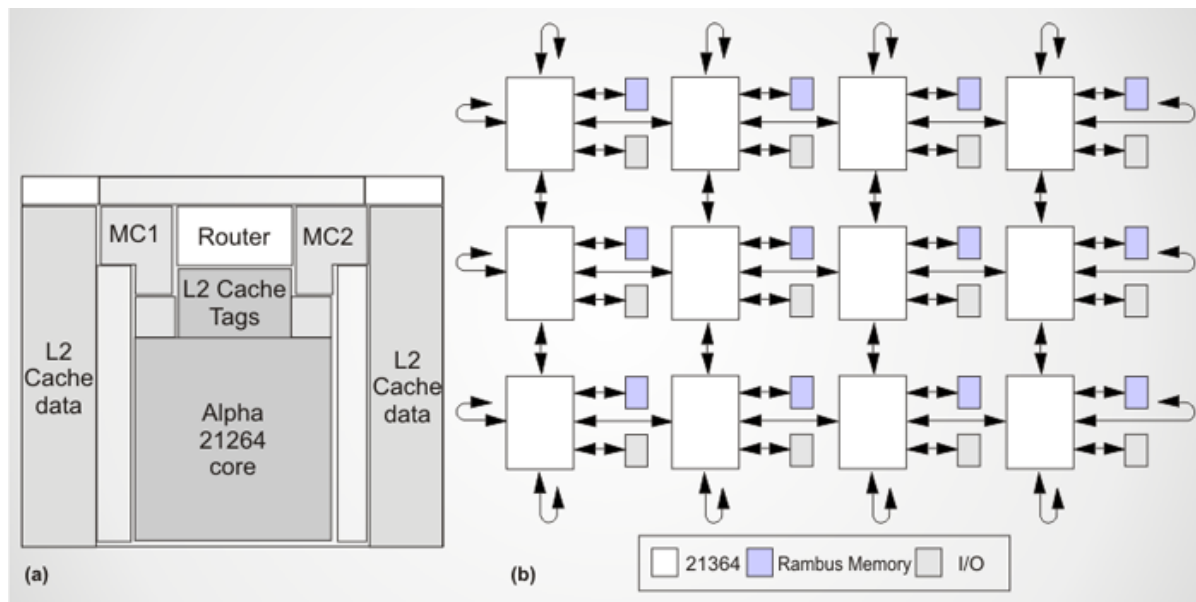 MC1
Router
MC2
L2 Cache
Tags
L2
Cache
data
L2
Cache
data
Alpha
21264
core
(a)
(b)
21364
Rambus Memory
I/O